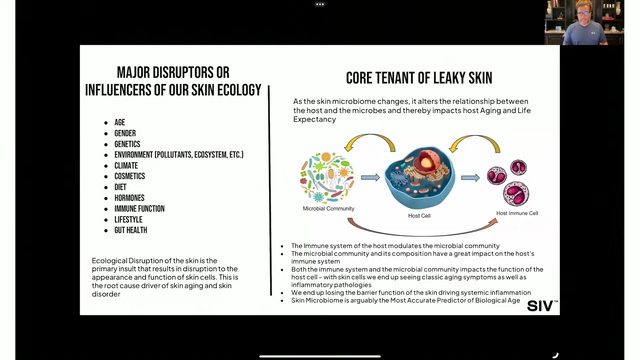 MAJOR DISRUPTORS OR
INFLUENCERS OF OUR SKIN ECOLOGY
AGE
GENDER
GENETICS
ENVIRONMENT (POLLUTANTS, ECOSYSTEM, ETC.)
CLIMATE
COSMETICS
DIET
HORMONES
IMMUNE FUNCTION
LIFESTYLE
GUT HEALTH
Ecological Disruption of the skin is the
primary insult that results in disruption to the
appearance and function of skin cells. This is
the root cause driver of skin aging and skin
disorder
CORE TENANT OF LEAKY SKIN
As the skin microbiome changes, it alters the relationship between
the host and the microbes and thereby impacts host Aging and Life
Expectancy
Microbial Community
Host Cell
Host Immune Cell
The Immune system of the host modulates the microbial community
The microbial community and its composition have a great impact on the host's
immune system
Both the immune system and the microbial community impacts the function of the
host cell – with skin cells we end up seeing classic aging symptoms as well as
inflammatory pathologies
We end up losing the barrier function of the skin driving systemic inflammation
Skin Microbiome is arguably the Most Accurate Predictor of Biological Age
SIV